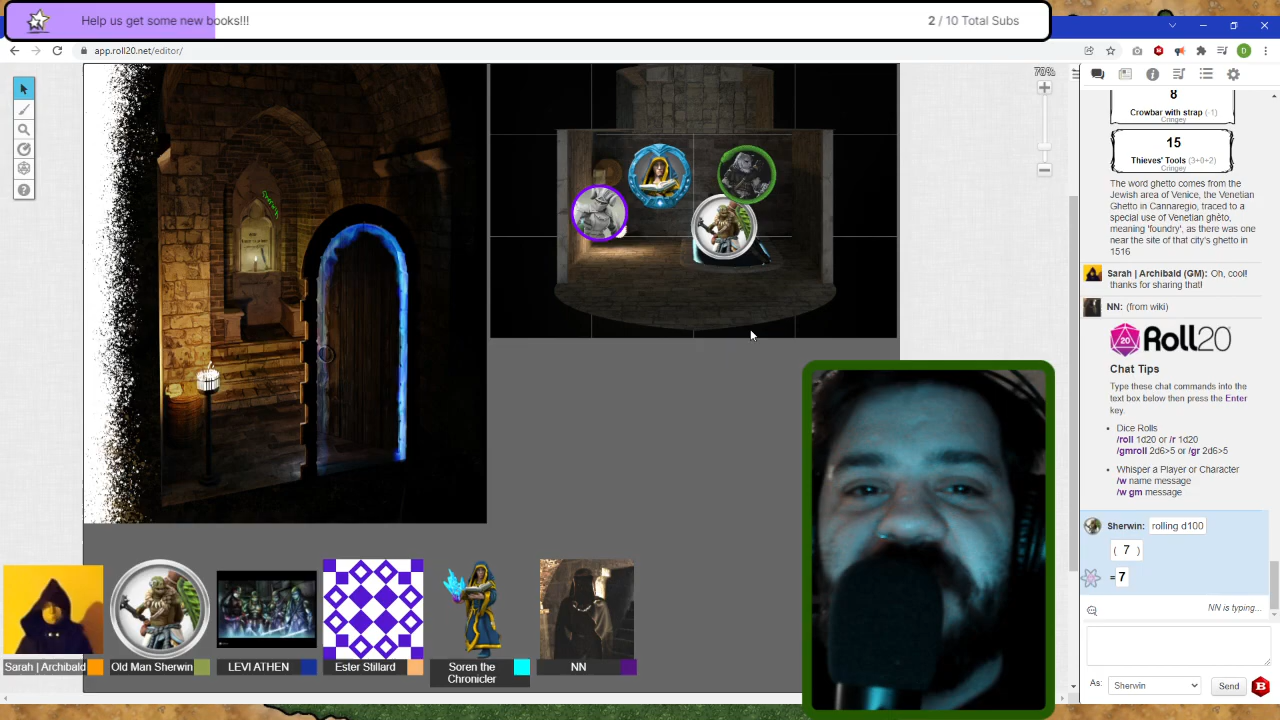 Help us get some new books!!!
2 / 10 Total Subs
app.roll20.net/editor/
D
70%
8
Crowbar with strap (-1)
Cringey
15
Thieves' Tools (3+0+2)
Cringey
The word ghetto comes from the
Jewish area of Venice, the Venetian
Ghetto in Cannaregio, traced to a
special use of Venetian ghèto,
meaning 'foundry', as there was one
near the site of that city's ghetto in
1516
Sarah | Archibald (GM): Oh, cool!
thanks for sharing that!
NN: (from wiki)
20
Roll20
Chat Tips
Type these chat commands into the
text box below then press the Enter
key.
• Dice Rolls
/roll 1d20 or /r 1d20
/gmroll 2d6>5 or /gr 2d6>5
• Whisper a Player or Character
/w name message
/w gm message
Sherwin: rolling d100
( 7 )
=7
NN is typing...
As: Sherwin
Send
Sarah | Archibald
Old Man Sherwin
LEVI ATHEN
Ester Stillard
Soren the
Chronicler
NN